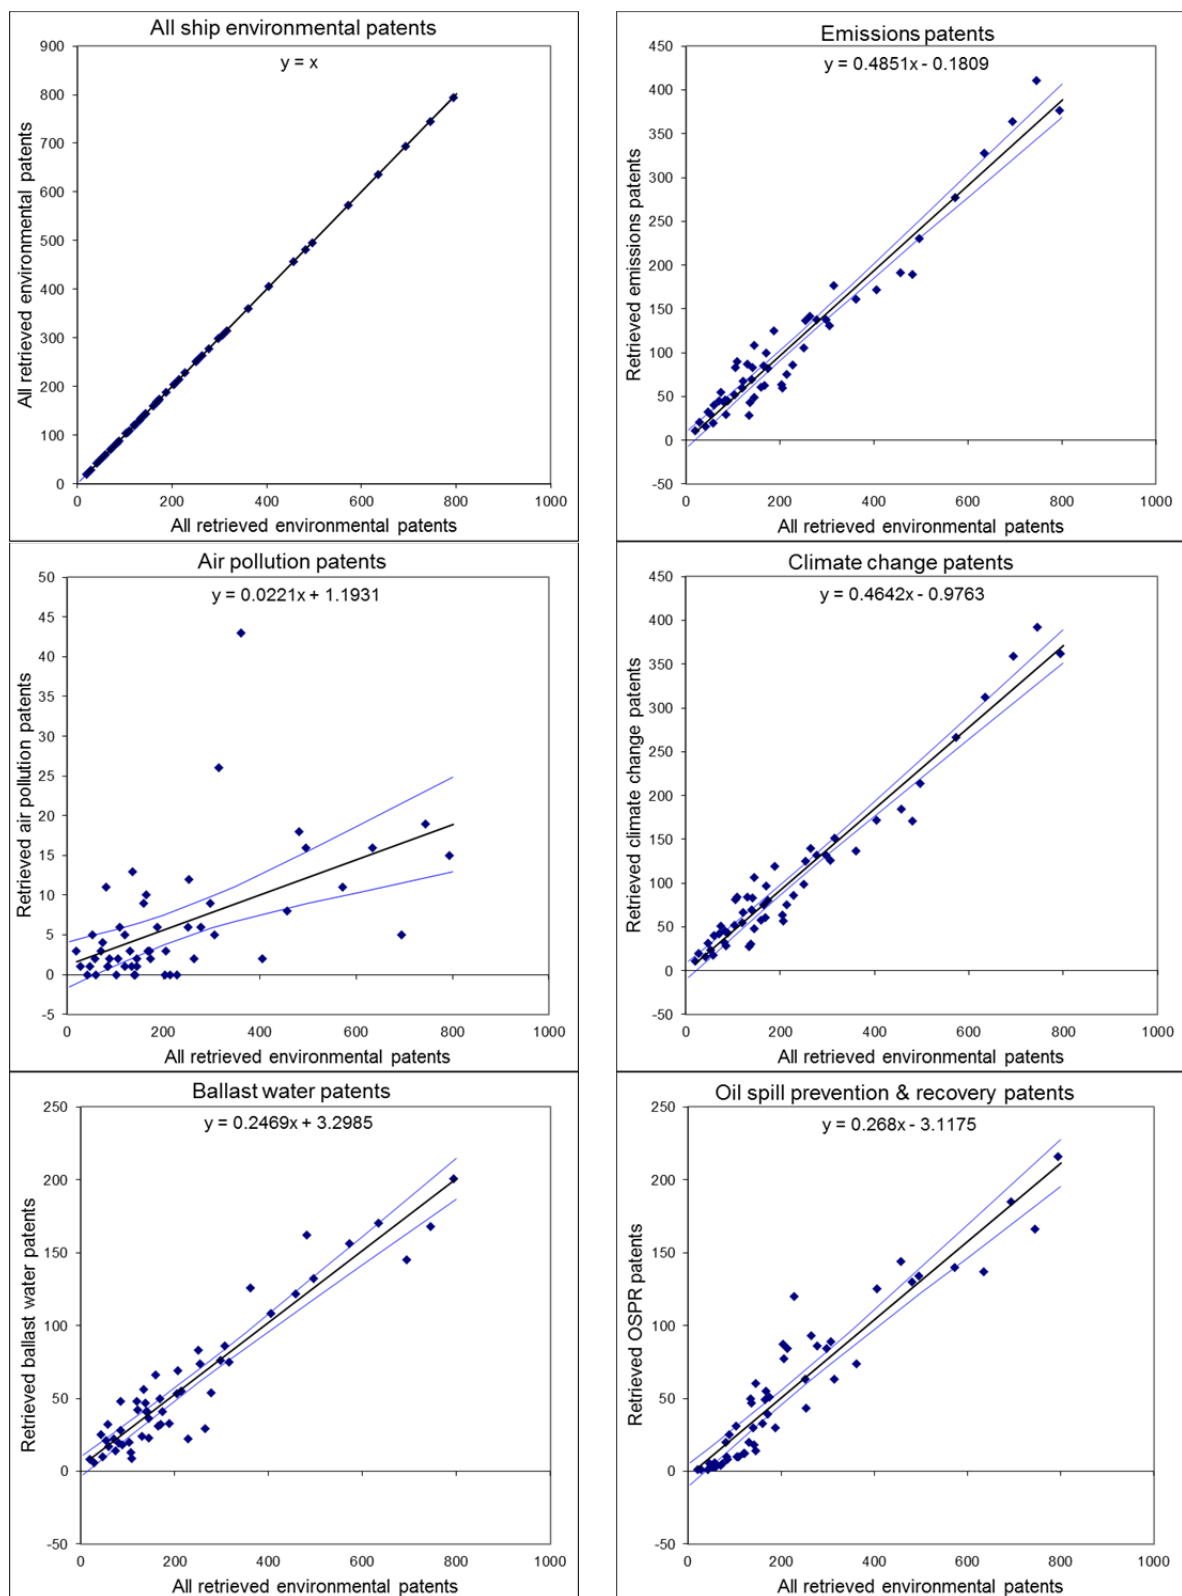 All ship environmental patents
y = x
All retrieved environmental patents
900
800
700
600
500
400
300
200
100
0
0 200 400 600 800 1000
All retrieved environmental patents
Emissions patents
y = 0.4851x - 0.1809
Retrieved emissions patents
450
400
350
300
250
200
150
100
50
0
-50
0 200 400 600 800 1000
All retrieved environmental patents
Air pollution patents
y = 0.0221x + 1.1931
Retrieved air pollution patents
50
45
40
35
30
25
20
15
10
5
0
-5
0 200 400 600 800 1000
All retrieved environmental patents
Climate change patents
y = 0.4642x - 0.9763
Retrieved climate change patents
450
400
350
300
250
200
150
100
50
0
-50
0 200 400 600 800 1000
All retrieved environmental patents
Ballast water patents
y = 0.2469x + 3.2985
Retrieved ballast water patents
250
200
150
100
50
0
-50
0 200 400 600 800 1000
All retrieved environmental patents
Oil spill prevention & recovery patents
y = 0.268x - 3.1175
Retrieved OSPR patents
250
200
150
100
50
0
-50
0 200 400 600 800 1000
All retrieved environmental patents